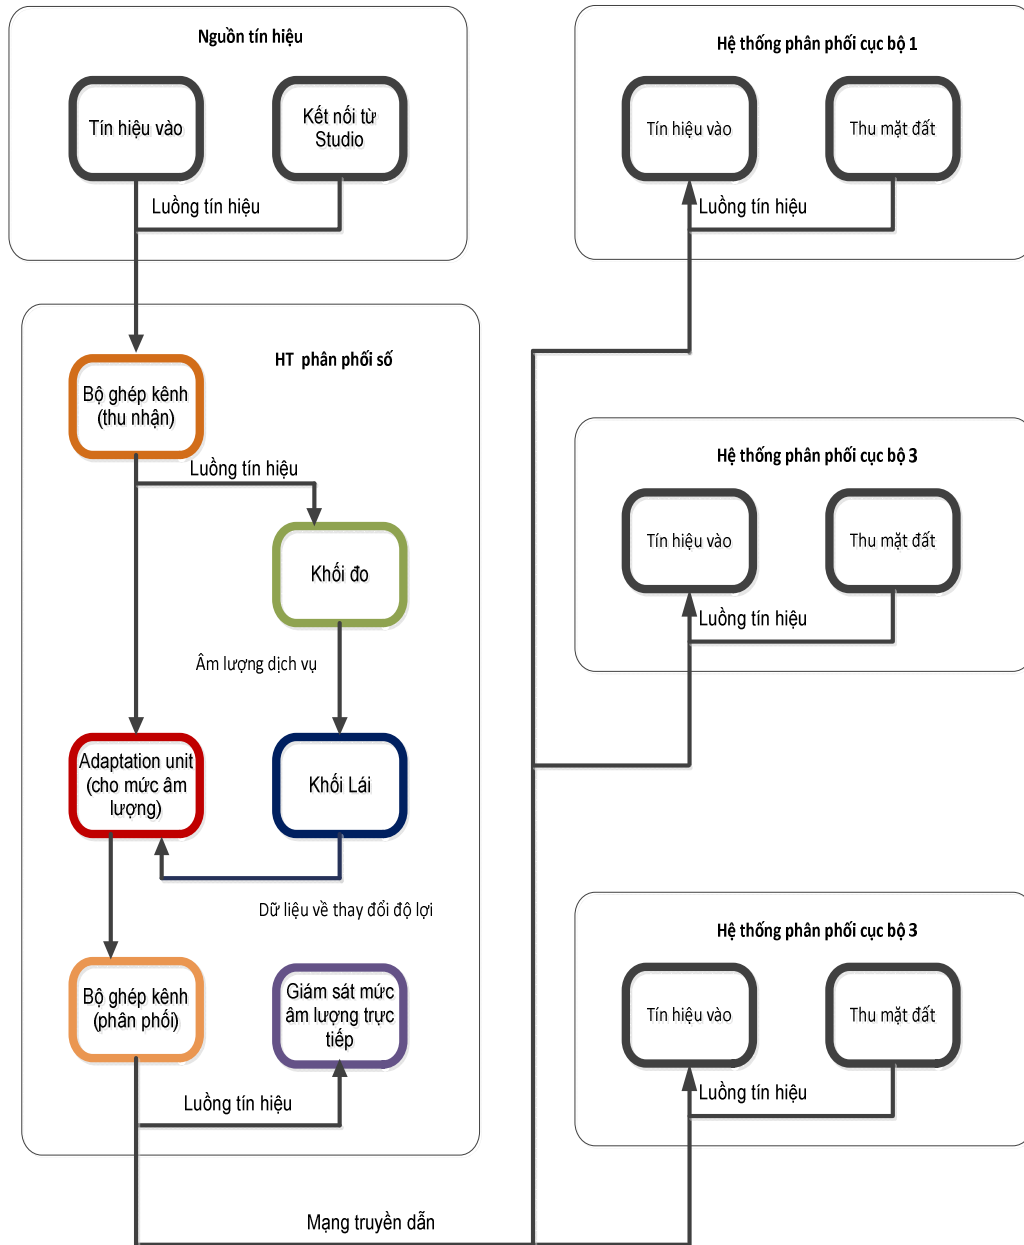 Nguồn tín hiệu
Tín hiệu vào
Kết nối từ
Studio
Luồng tín hiệu
HT phân phối số
Bộ ghép kênh
(thu nhận)
Luồng tín hiệu
Khối đo
Âm lượng dịch vụ
Adaptation unit
(cho mức âm
lượng)
Khối Lái
Dữ liệu về thay đổi độ lợi
Bộ ghép kênh
(phân phối)
Giám sát mức
âm lượng trực
tiếp
Luồng tín hiệu
Mạng truyền dẫn
Hệ thống phân phối cục bộ 1
Tín hiệu vào
Thu mặt đất
Luồng tín hiệu
Hệ thống phân phối cục bộ 3
Tín hiệu vào
Thu mặt đất
Luồng tín hiệu
Hệ thống phân phối cục bộ 3
Tín hiệu vào
Thu mặt đất
Luồng tín hiệu